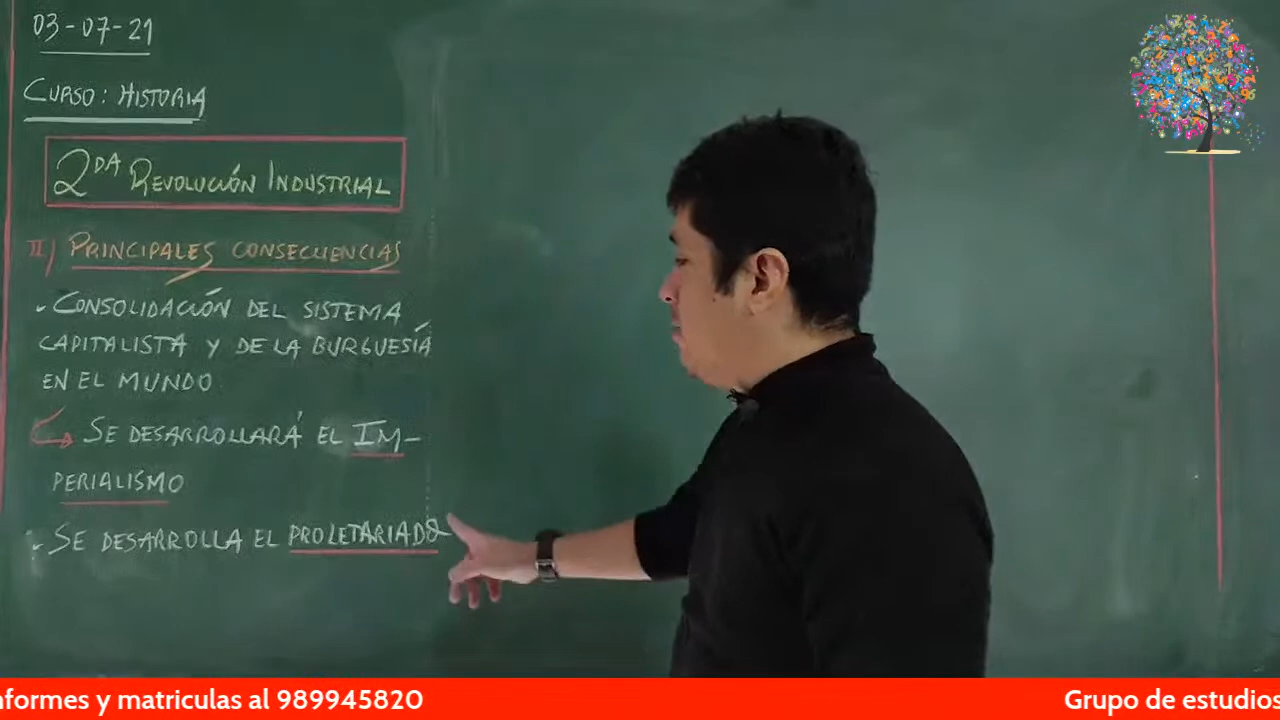 03-07-21
CURSO: HISTORIA
2DA REVOLUCIÓN INDUSTRIAL
II) PRINCIPALES CONSECUENCIAS
. CONSOLIDACIÓN DEL SISTEMA
CAPITALISTA Y DE LA BURGUESÍA
EN EL MUNDO
SE DESARROLLARÁ EL IM-
PERIALISMO
. SE DESARROLLA EL PROLETARIADO
nformes y matriculas al 989945820
Grupo de estudios